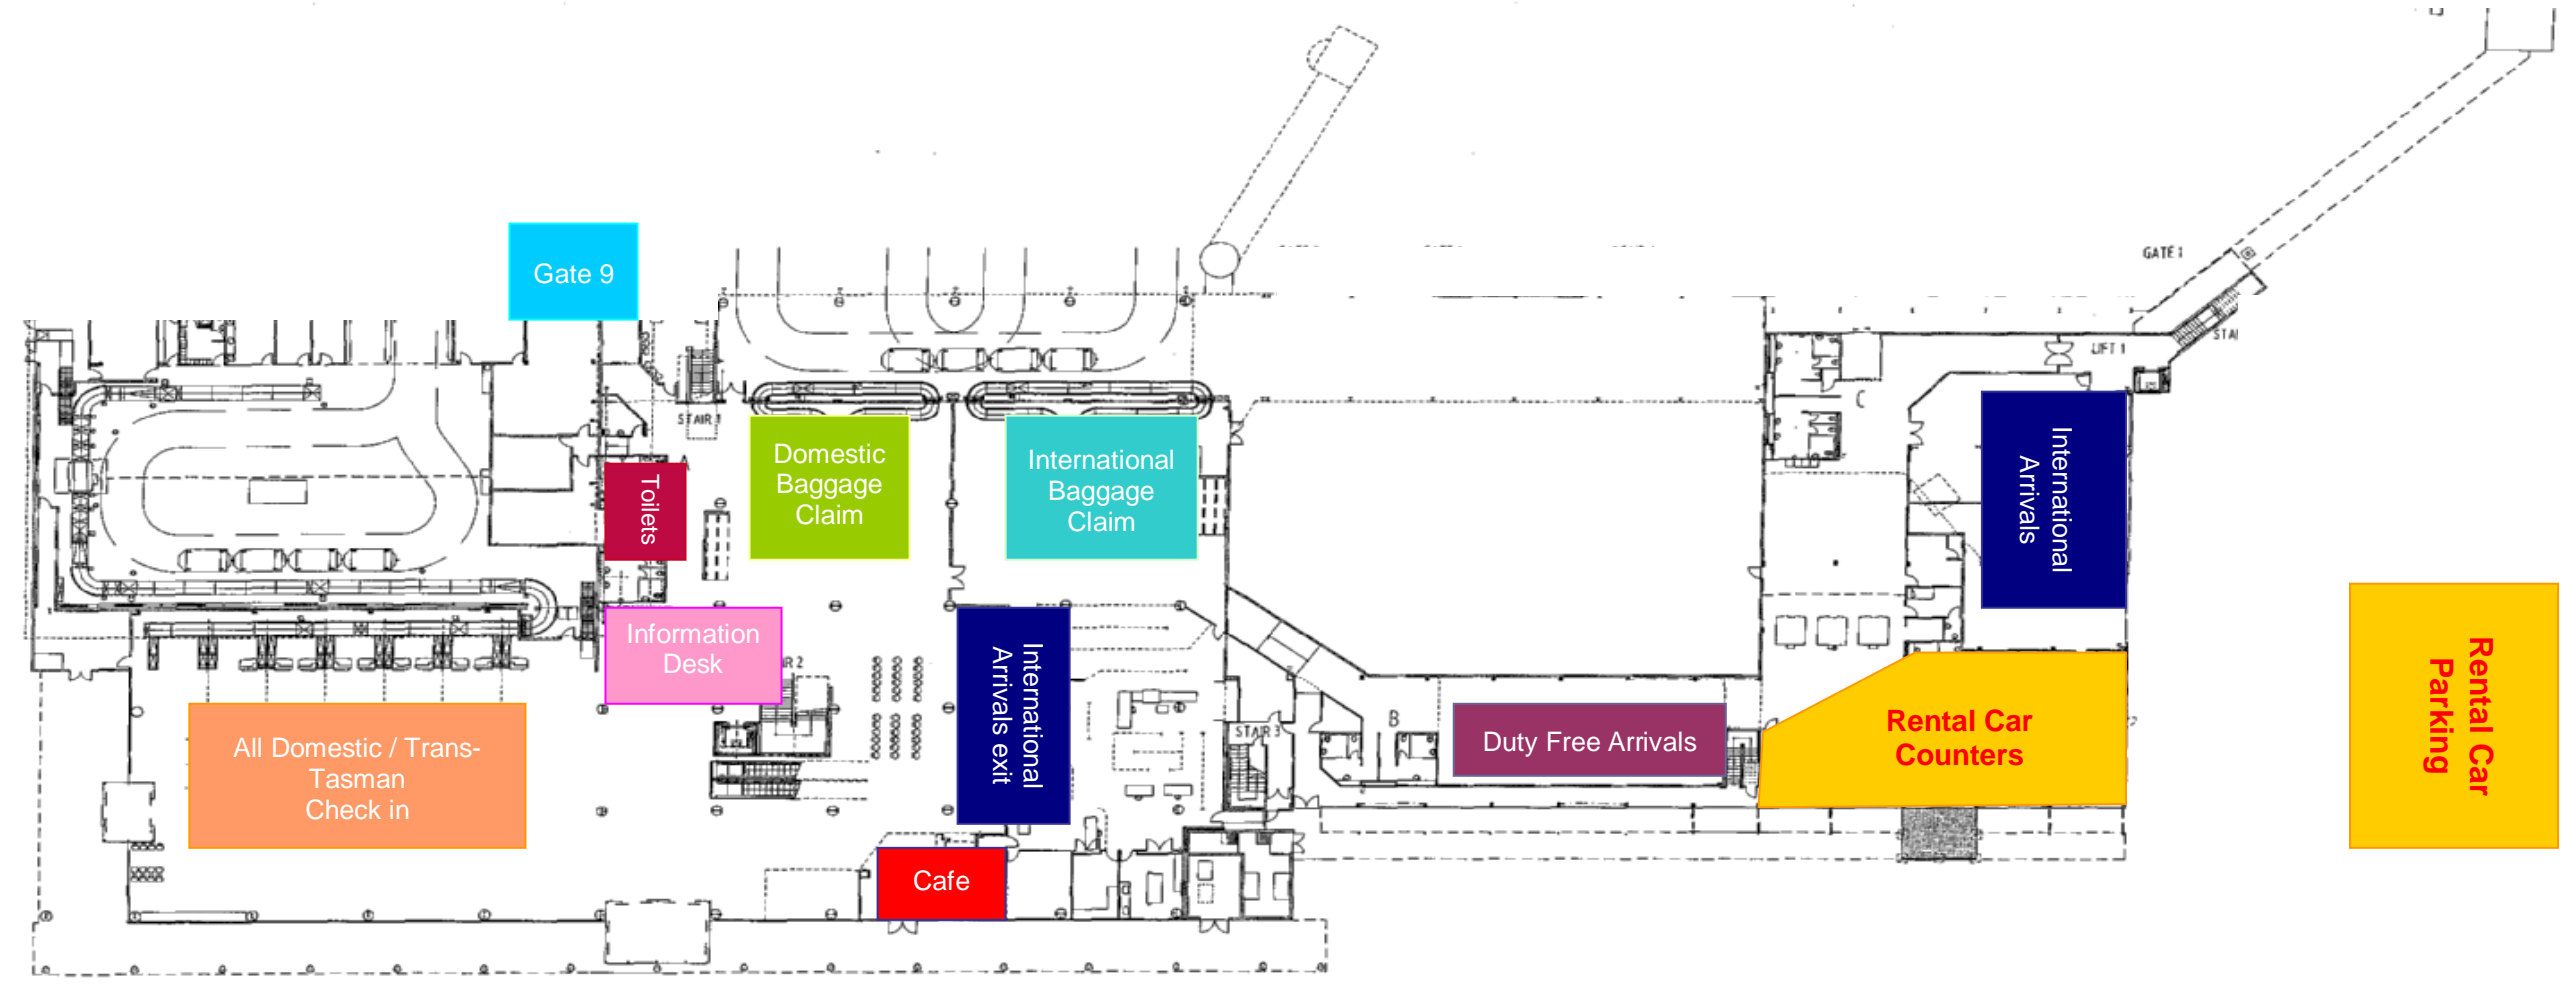 GATE 1
Gate 9
LIFT 1
STAIR 1
C
Domestic
Baggage
Claim
International
Baggage
Claim
International
Arrivals
Toilets
Information
Desk
International
Arrivals exit
Rental Car
Parking
All Domestic / Trans-
Tasman
Check in
STAIR 3
B
Duty Free Arrivals
Rental Car
Counters
Cafe